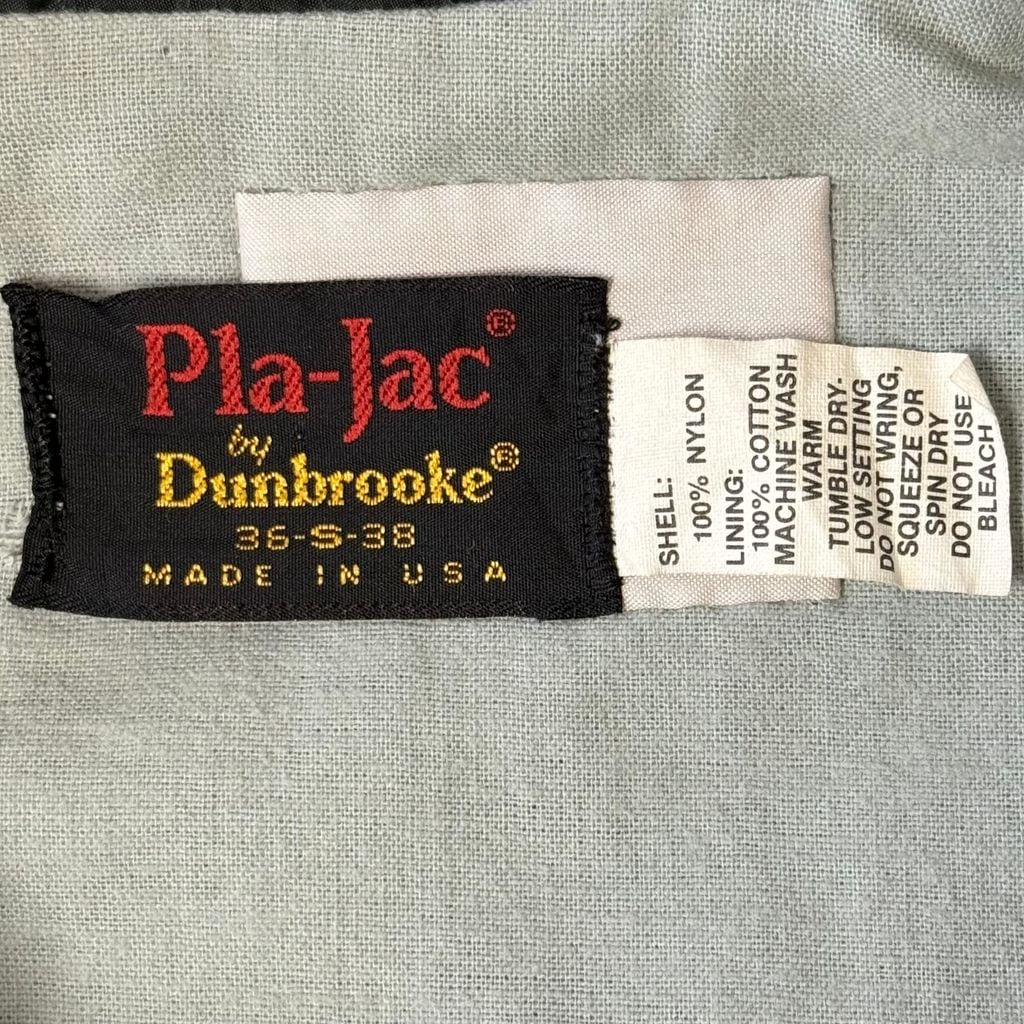 Pla-Jac®
by
Dunbrooke®
36-S-38
MADE IN USA
SHELL:
100% NYLON
LINING:
100% COTTON
MACHINE WASH
WARM
TUMBLE DRY.
LOW SETTING
DO NOT WRING,
SQUEEZE OR
SPIN DRY
DO NOT USE
BLEACH